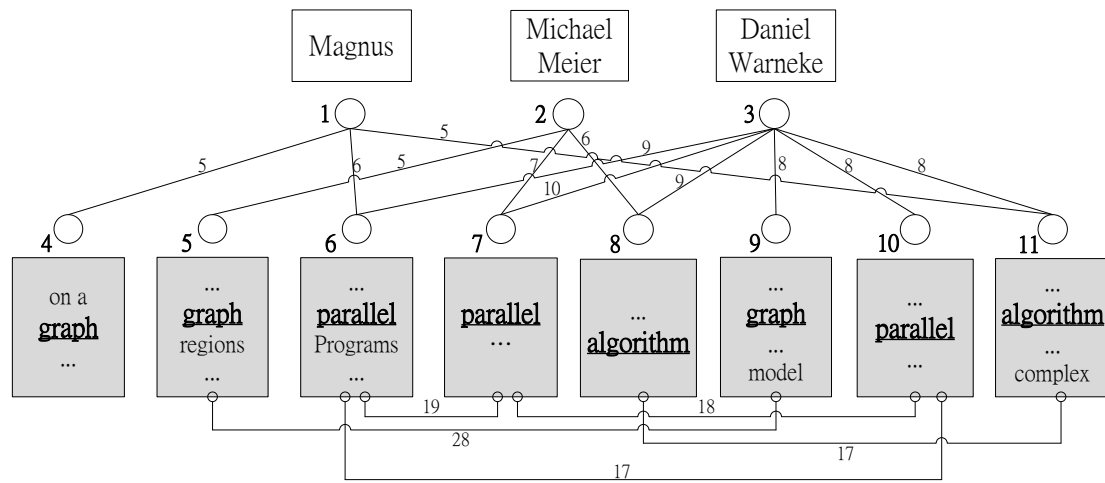 Magnus
Michael
Meier
Daniel
Warneke
1
2
3
5
6
9
5
6
5
7
10
9
8
8
8
4
5
6
7
8
9
10
11
on a
graph
...
...
graph
regions
...
...
parallel
Programs
...
parallel
...
...
algorithm
...
graph
...
model
...
parallel
...
algorithm
...
complex
19
18
28
17
17